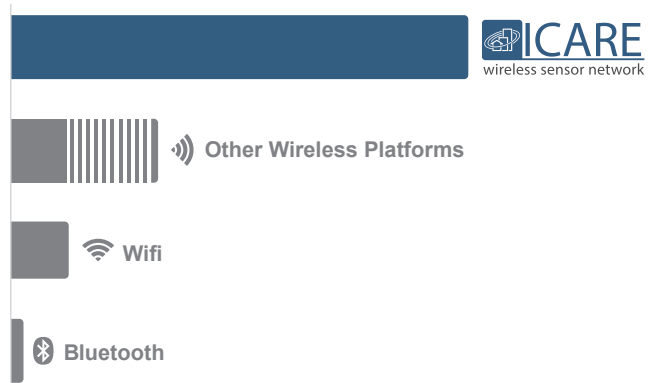 ICARE
wireless sensor network
Other Wireless Platforms
Wifi
Bluetooth